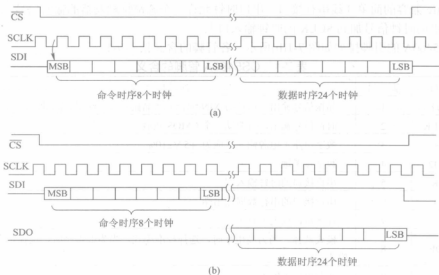 CS
SCLK
SDI
MSB LSB LSB
命令时序8个时钟 数据时序24个时钟
(a)
CS
SCLK
SDI
MSB LSB
命令时序8个时钟
SDO LSB
数据时序24个时钟
(b)